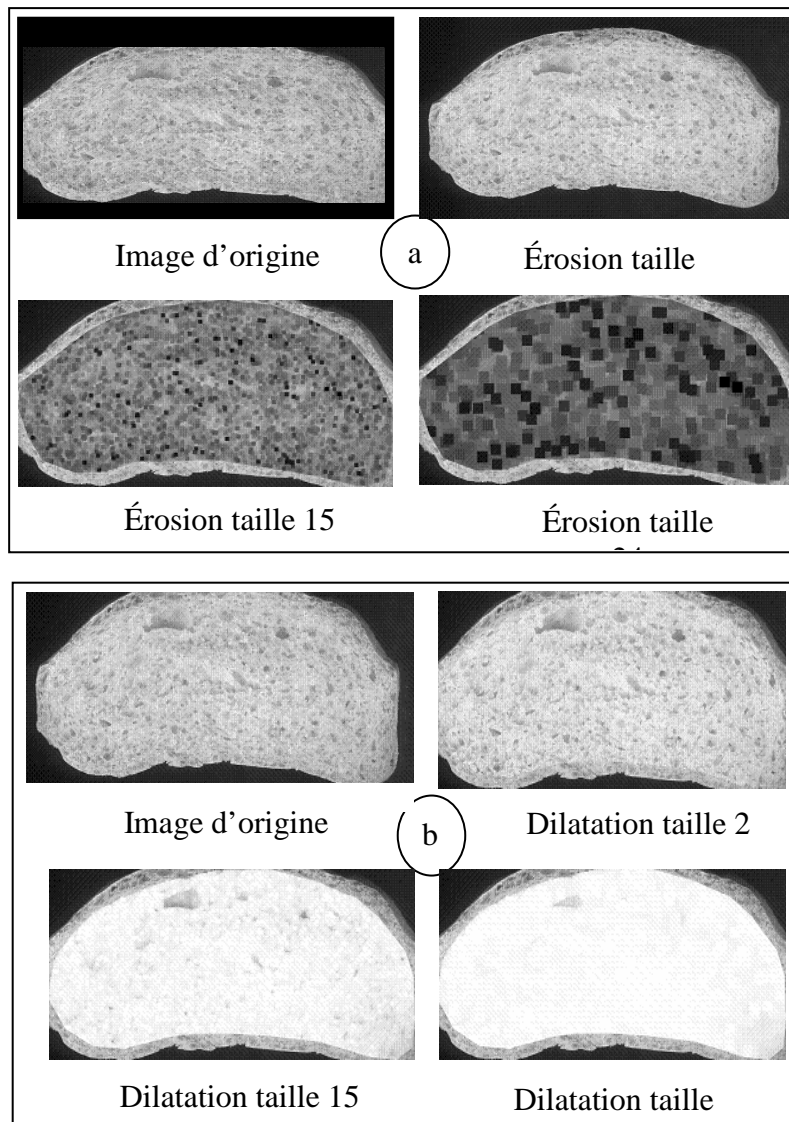 Image d'origine
a
Érosion taille
Érosion taille 15
Érosion taille
Image d'origine
b
Dilatation taille 2
Dilatation taille 15
Dilatation taille